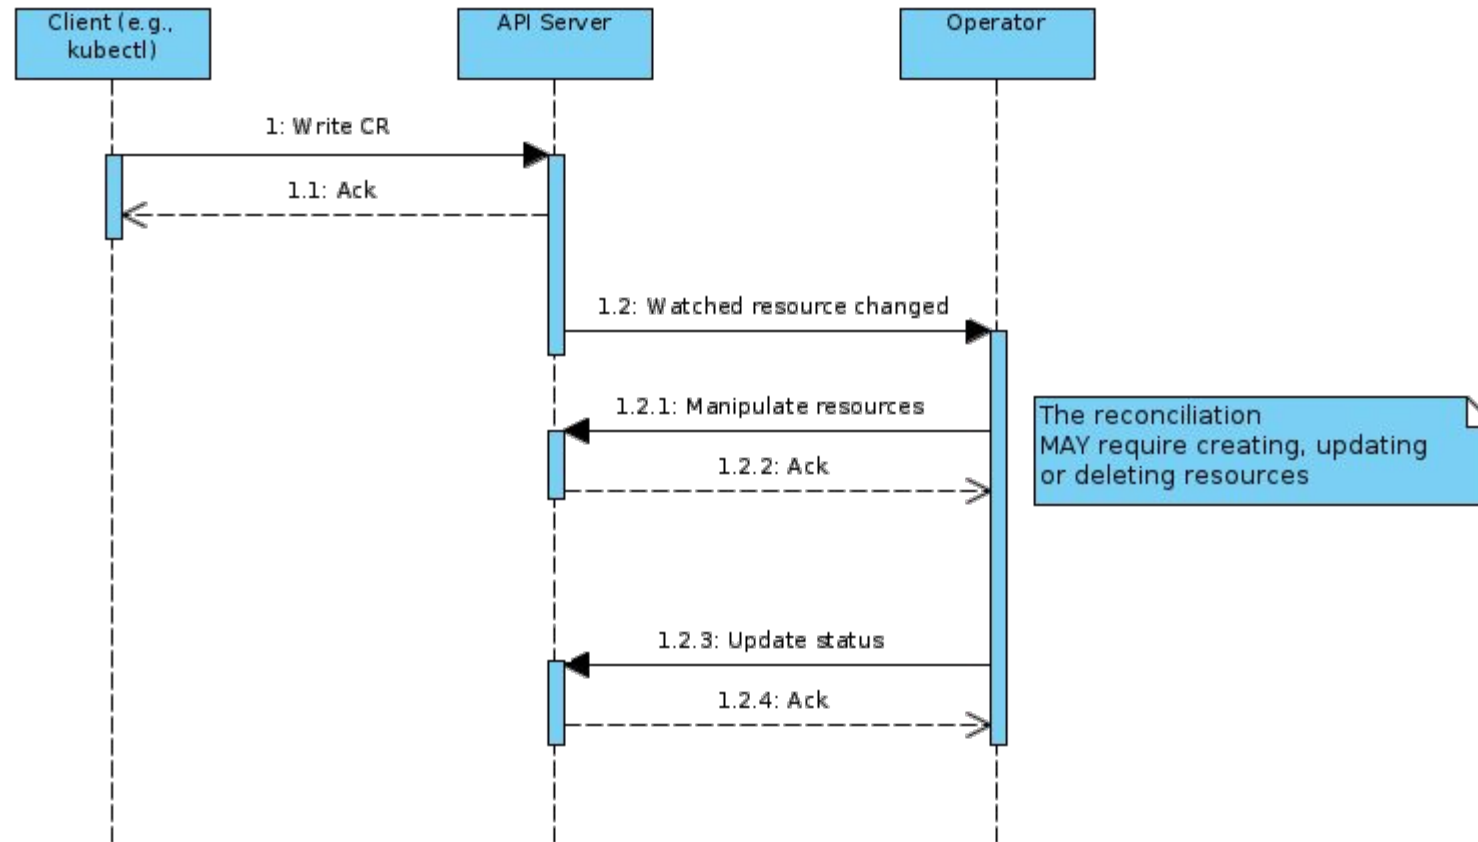 Client (e.g.,
kubectl)
API Server
Operator
1: Write CR
1.1: Ack
1.2: Watched resource changed
1.2.1: Manipulate resources
The reconciliation
MAY require creating, updating
or deleting resources
1.2.2: Ack
1.2.3: Update status
1.2.4: Ack